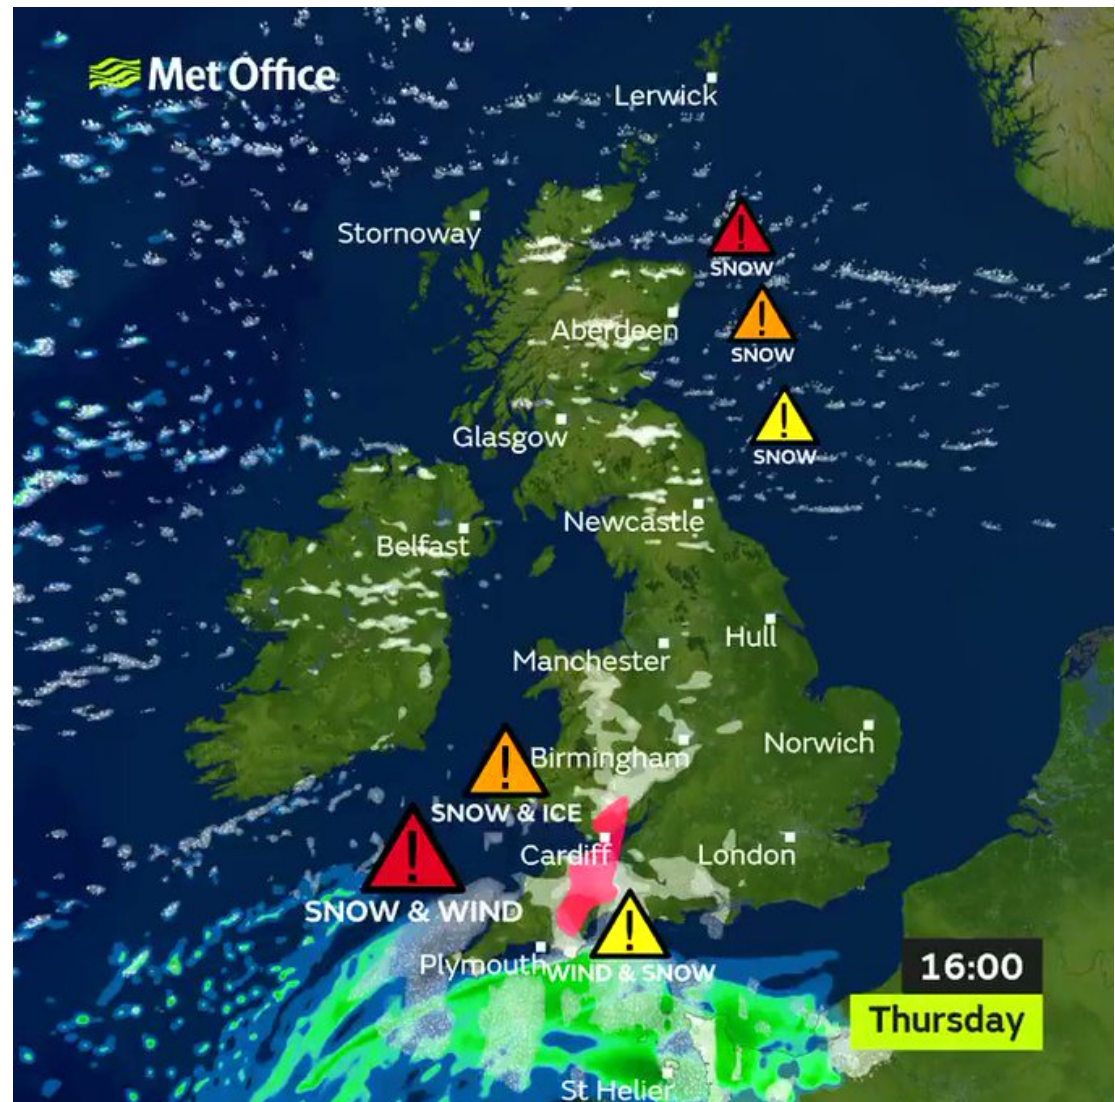 Met Office
Lerwick
Stornoway
SNOW
Aberdeen
SNOW
Glasgow
SNOW
Newcastle
Belfast
Hull
Manchester
Norwich
Birmingham
SNOW & ICE
Cardiff
London
SNOW & WIND
Plymouth
WIND & SNOW
16:00
Thursday
St Helier